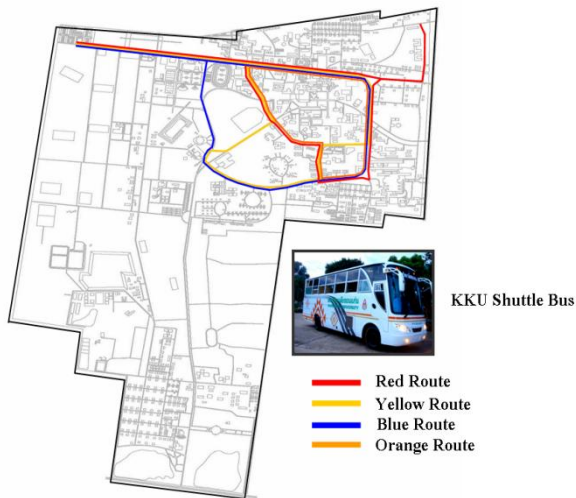 KKU Shuttle Bus
Red Route
Yellow Route
Blue Route
Orange Route